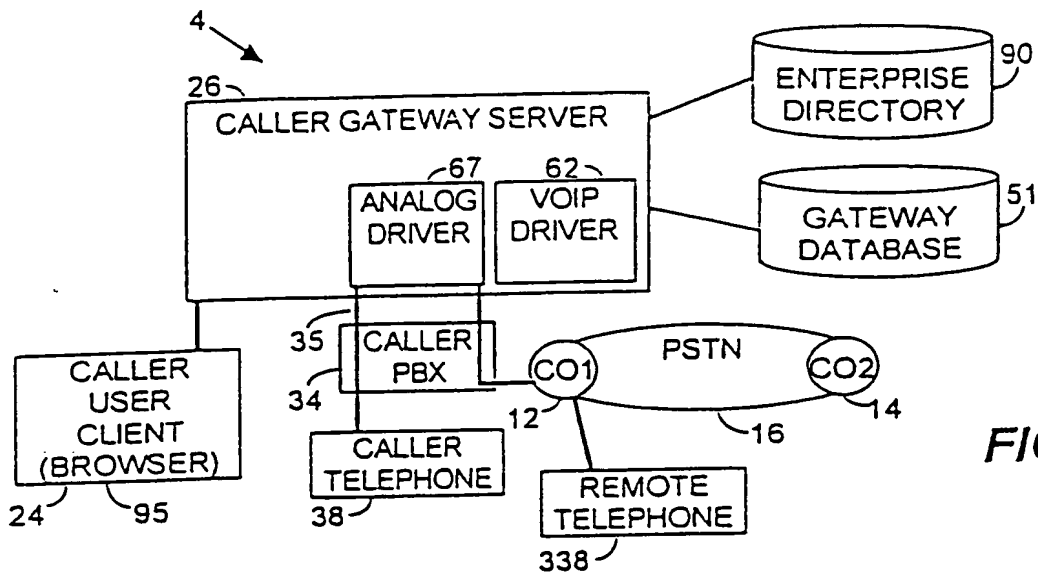 4
26
CALLER GATEWAY SERVER
67
ANALOG
DRIVER
62
VOIP
DRIVER
ENTERPRISE
DIRECTORY
90
GATEWAY
DATABASE
51
35
CALLER
PBX
34
CALLER
USER
CLIENT
(BROWSER)
24
95
CALLER
TELEPHONE
38
PSTN
CO1
CO2
12
14
16
REMOTE
TELEPHONE
338